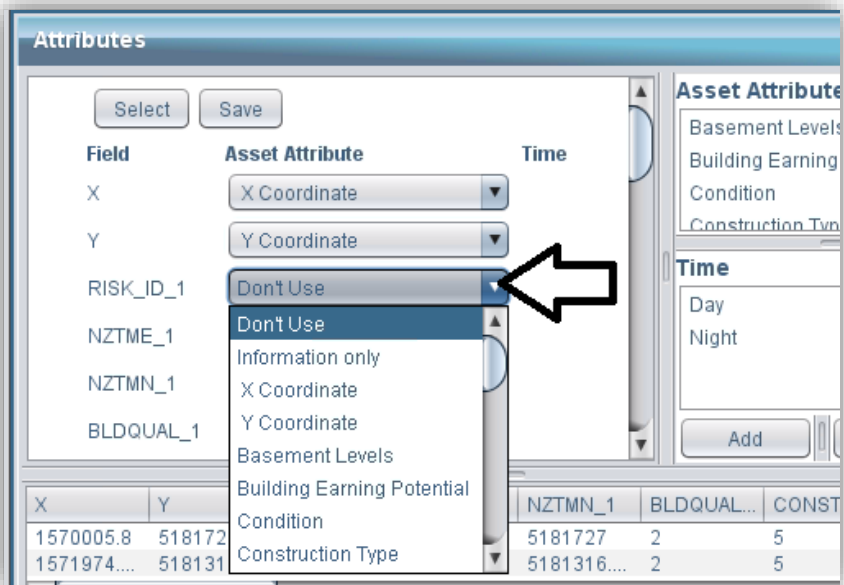 Attributes
Select Save
Field Asset Attribute Time
X X Coordinate
Y Y Coordinate
RISK_ID_1 Don't Use
NZTME_1
NZTMN_1
BLDQUAL_1
Don't Use
Information only
X Coordinate
Y Coordinate
Basement Levels
Building Earning Potential
Condition
Construction Type
Asset Attribute
Basement Levels
Building Earning
Condition
Construction Typ
Time
Day
Night
Add
X Y NZTMN_1 BLDQUAL... CONST
1570005.8 518172 5181727 2 5
1571974.... 518131 5181316.... 2 5